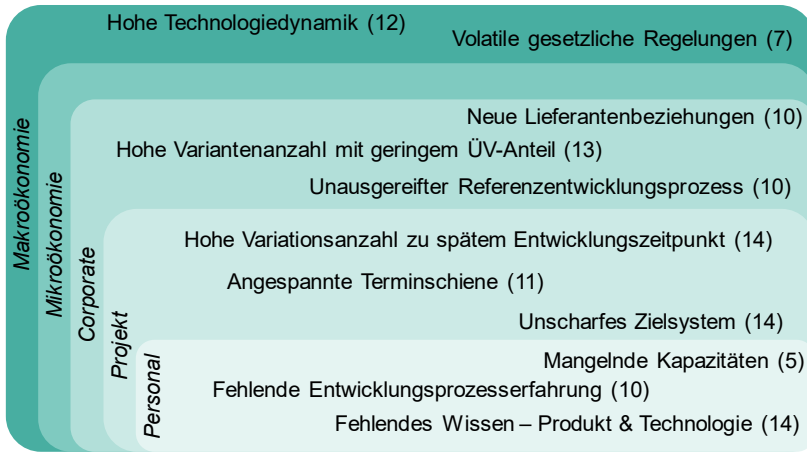 Hohe Technologiedynamik (12)
Volatile gesetzliche Regelungen (7)
Makroökonomie
Mikroökonomie
Corporate
Neue Lieferantenbeziehungen (10)
Hohe Variantenanzahl mit geringem ÜV-Anteil (13)
Unausgereifter Referenzentwicklungsprozess (10)
Projekt
Hohe Variationsanzahl zu spätem Entwicklungszeitpunkt (14)
Angespannte Terminschiene (11)
Unscharfes Zielsystem (14)
Personal
Mangelnde Kapazitäten (5)
Fehlende Entwicklungsprozesserfahrung (10)
Fehlendes Wissen – Produkt & Technologie (14)